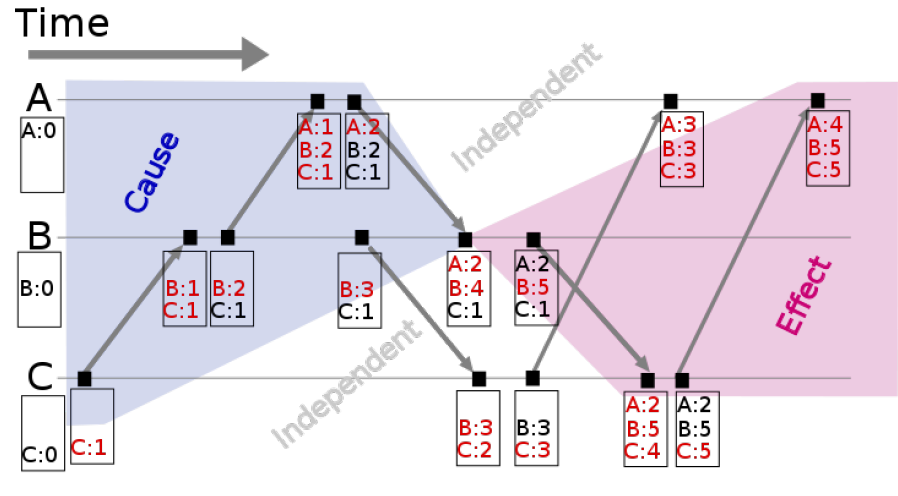 Time
A
A:0
Cause
A:1
B:2
C:1
A:2
B:2
C:1
Independent
A:3
B:3
C:3
A:4
B:5
C:5
B
B:0
B:1
C:1
B:2
C:1
B:3
C:1
A:2
B:4
C:1
A:2
B:5
C:1
Effect
Independent
C
C:0
C:1
B:3
C:2
B:3
C:3
A:2
B:5
C:4
A:2
B:5
C:5